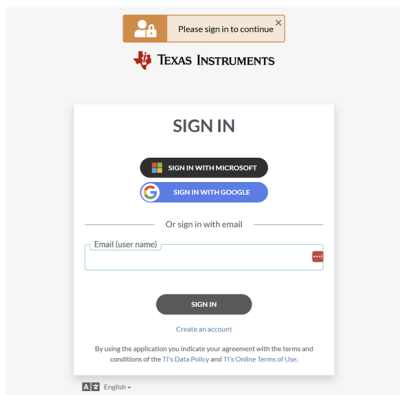 Please sign in to continue
TEXAS INSTRUMENTS
SIGN IN
SIGN IN WITH MICROSOFT
SIGN IN WITH GOOGLE
Or sign in with email
Email (user name)
SIGN IN
Create an account
By using the application you indicate your agreement with the terms and
conditions of the TI's Data Policy and TI's Online Terms of Use.
English